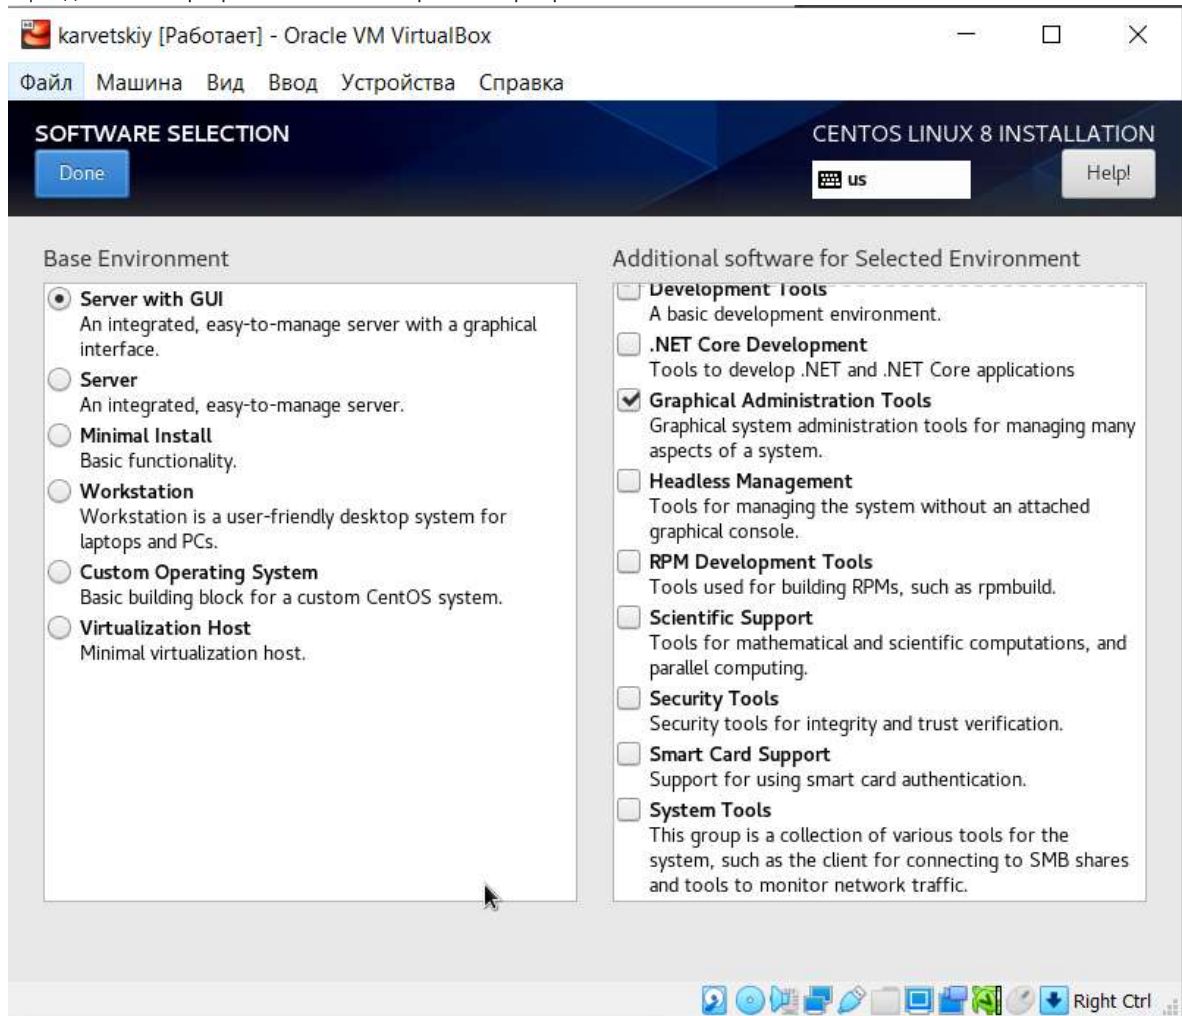 karvetskiy [Работает] - Oracle VM VirtualBox
Файл Машина Вид Ввод Устройства Справка
SOFTWARE SELECTION
CENTOS LINUX 8 INSTALLATION
Done
us
Help!
Base Environment
Server with GUI
An integrated, easy-to-manage server with a graphical
interface.
Server
An integrated, easy-to-manage server.
Minimal Install
Basic functionality.
Workstation
Workstation is a user-friendly desktop system for
laptops and PCs.
Custom Operating System
Basic building block for a custom CentOS system.
Virtualization Host
Minimal virtualization host.
Additional software for Selected Environment
Development Tools
A basic development environment.
.NET Core Development
Tools to develop .NET and .NET Core applications
Graphical Administration Tools
Graphical system administration tools for managing many
aspects of a system.
Headless Management
Tools for managing the system without an attached
graphical console.
RPM Development Tools
Tools used for building RPMs, such as rpmbuild.
Scientific Support
Tools for mathematical and scientific computations, and
parallel computing.
Security Tools
Security tools for integrity and trust verification.
Smart Card Support
Support for using smart card authentication.
System Tools
This group is a collection of various tools for the
system, such as the client for connecting to SMB shares
and tools to monitor network traffic.
Right Ctrl